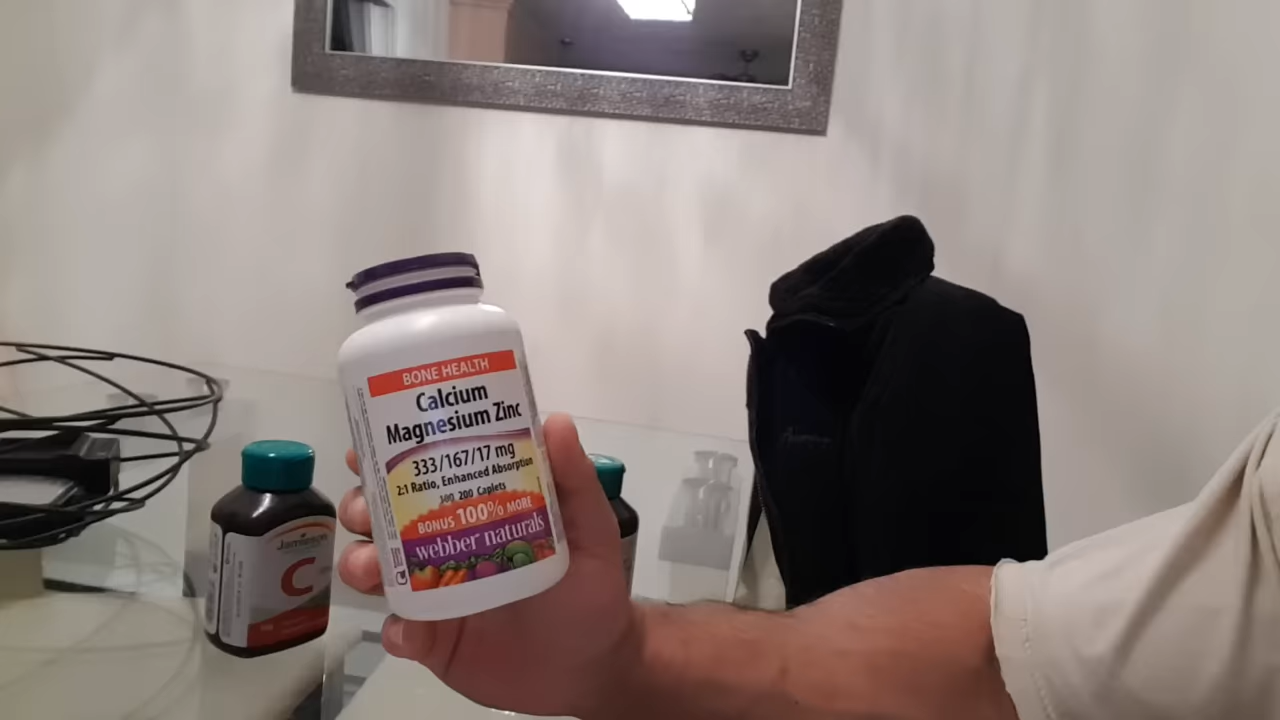 BONE HEALTH
Calcium
Magnesium Zinc
333/167/17 mg
2:1 Ratio, Enhanced Absorption
100 200 Caplets
BONUS 100% MORE
webber naturals
Jamieson
C